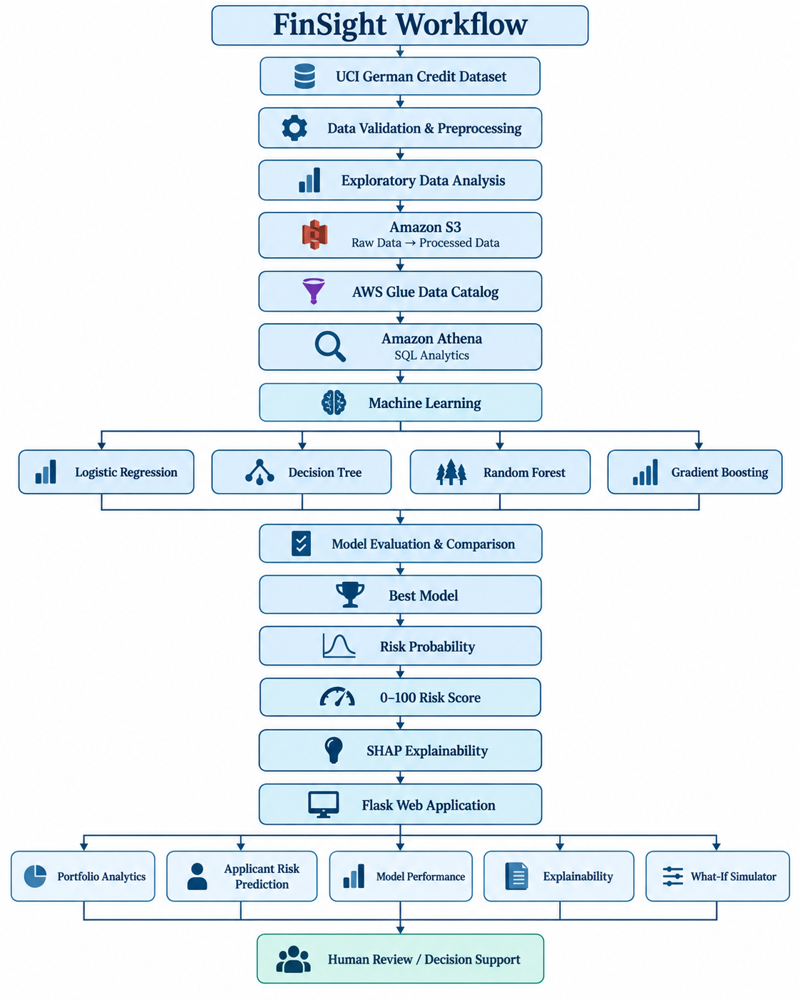 FinSight Workflow
UCI German Credit Dataset
Data Validation & Preprocessing
Exploratory Data Analysis
Amazon S3
Raw Data → Processed Data
AWS Glue Data Catalog
Amazon Athena
SQL Analytics
Machine Learning
Logistic Regression
Decision Tree
Random Forest
Gradient Boosting
Model Evaluation & Comparison
Best Model
Risk Probability
0–100 Risk Score
SHAP Explainability
Flask Web Application
Portfolio Analytics
Applicant Risk
Prediction
Model Performance
Explainability
What-If Simulator
Human Review / Decision Support